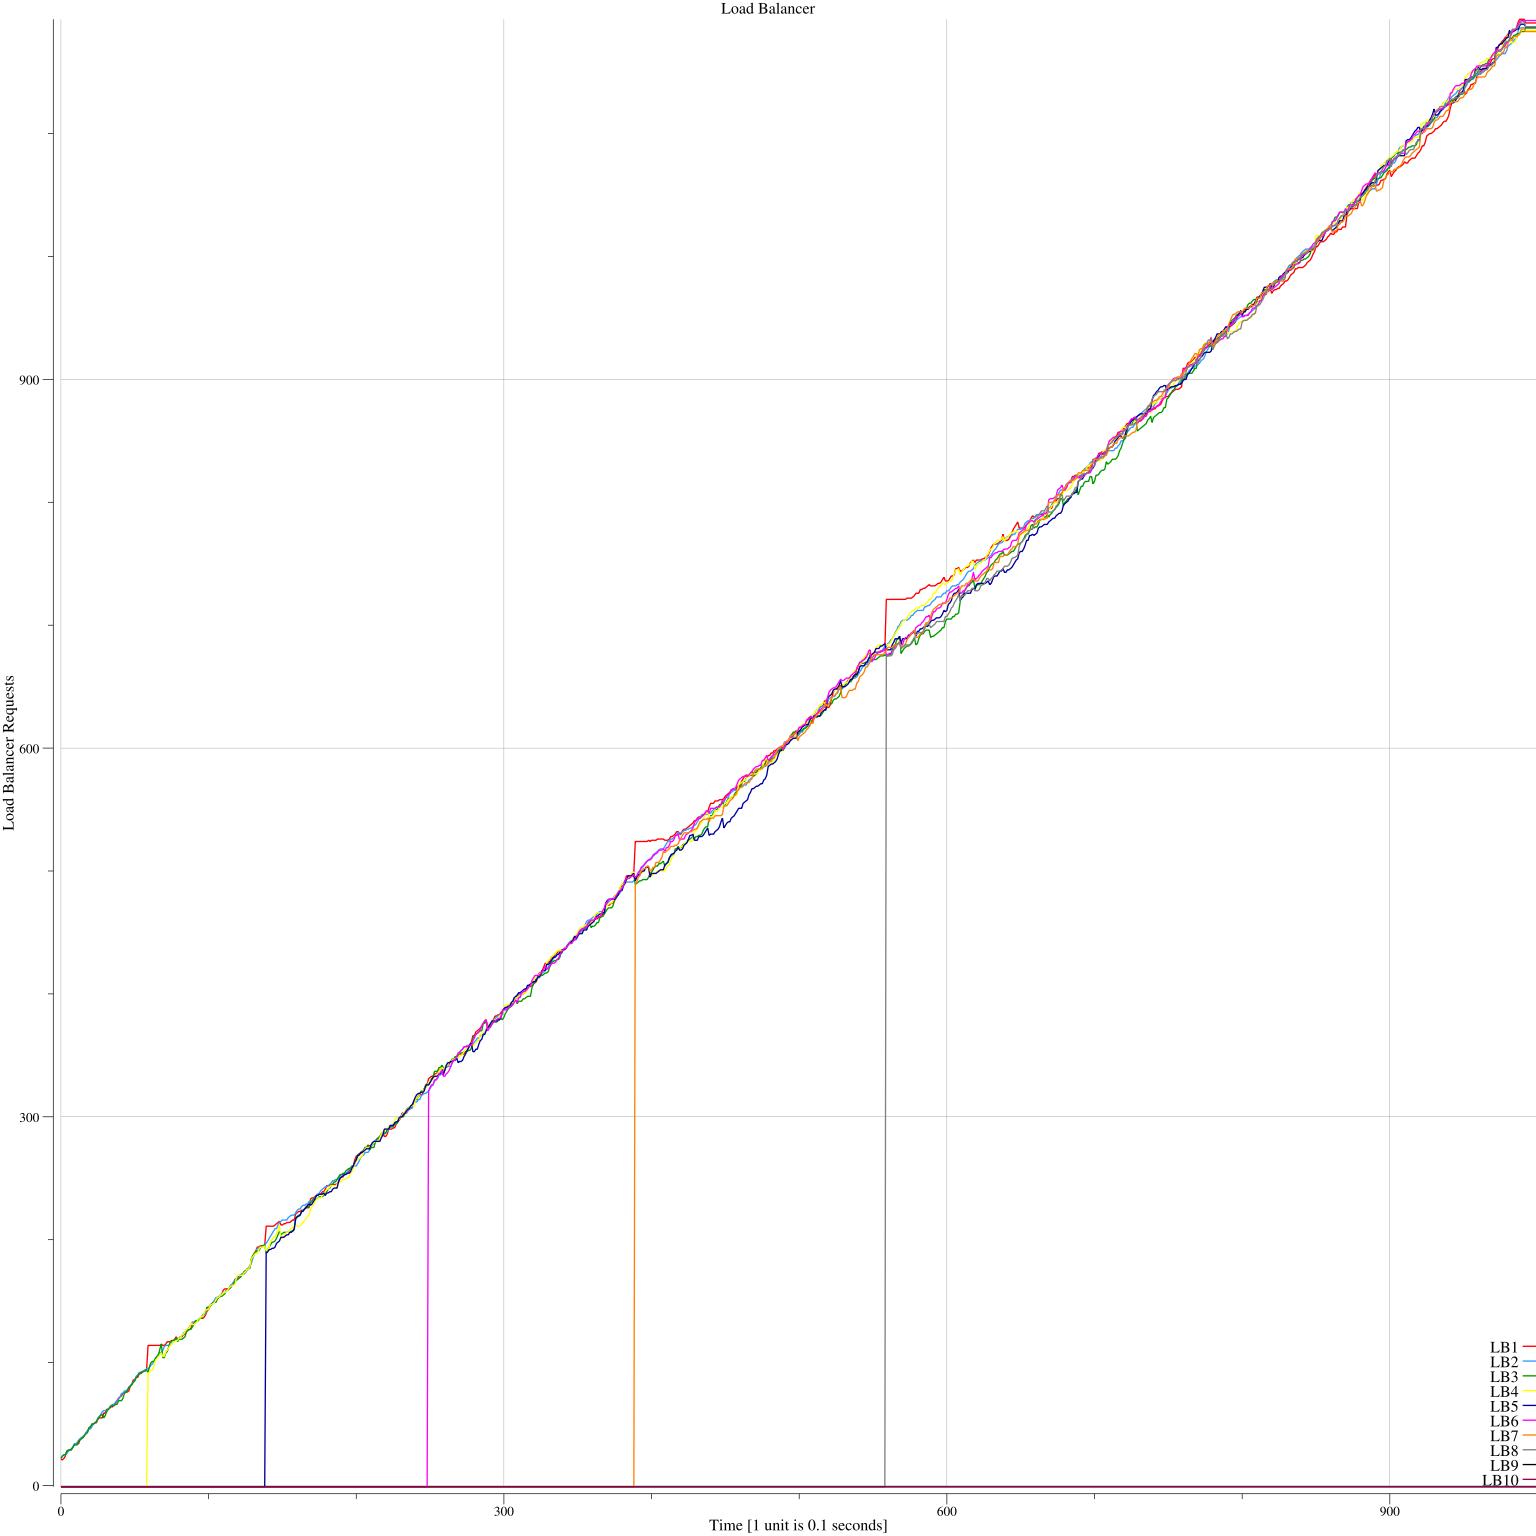 Load Balancer
Load Balancer Requests
900
600
300
0
0
300
600
900
Time [1 unit is 0.1 seconds]
LB1
LB2
LB3
LB4
LB5
LB6
LB7
LB8
LB9
LB10